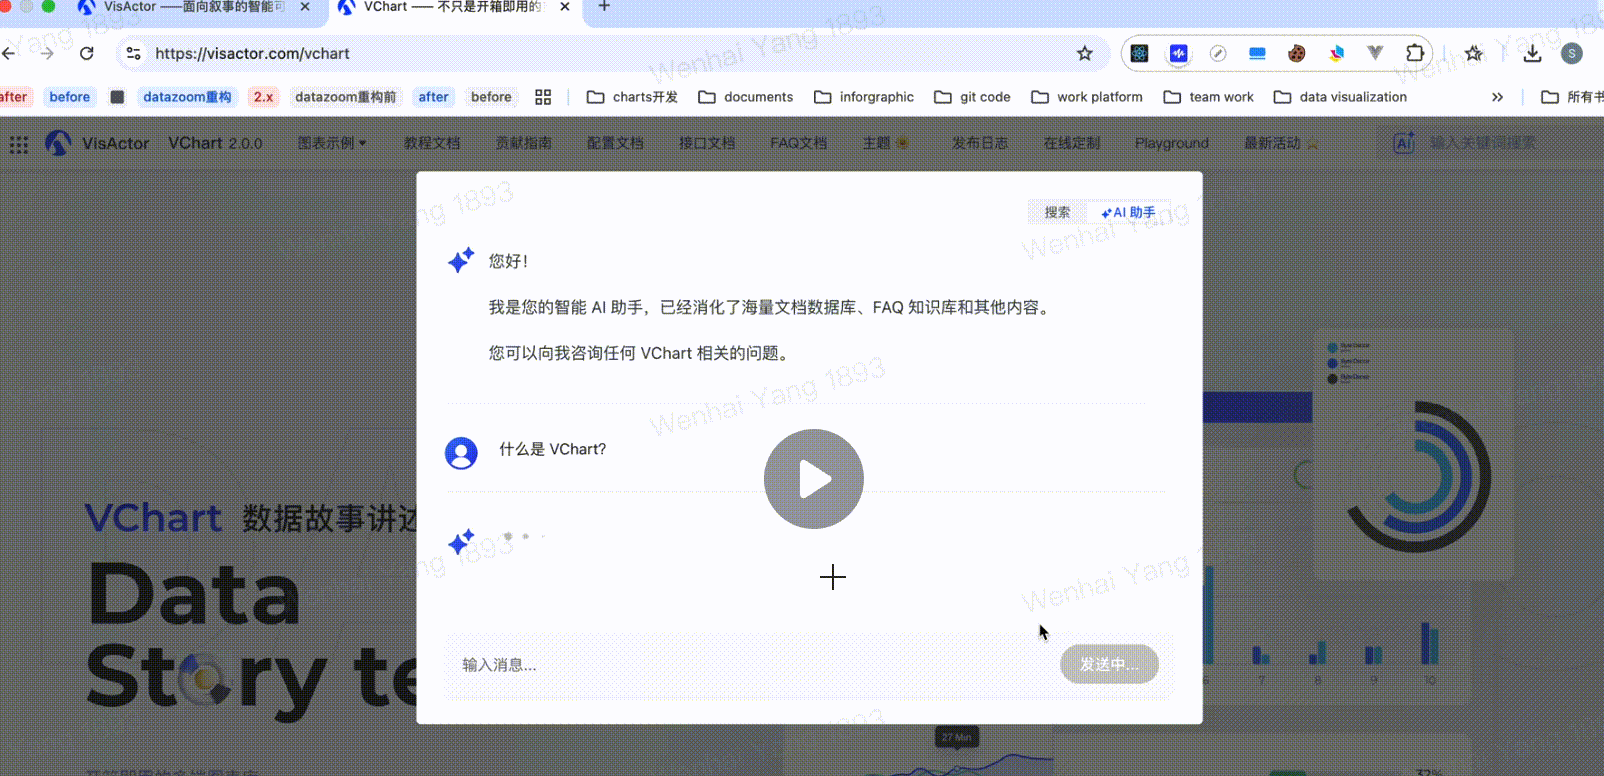 VisActor ——面向叙事的智能可
VChart —— 不只是开箱即用的
https://visactor.com/vchart
S
after before datazoom重构 2.x datazoom重构前 after before charts开发 documents inforgraphic git code work platform team work data visualization » 所有书
VisActor VChart 2.0.0 图表示例 教程文档 贡献指南 配置文档 接口文档 FAQ文档 主题 发布日志 在线定制 Playground 最新活动 Ai 输入关键词搜索
搜索 AI 助手
您好！
我是您的智能 AI 助手，已经消化了海量文档数据库、FAQ 知识库和其他内容。
您可以向我咨询任何 VChart 相关的问题。
什么是 VChart?
VChart 数据故事讲述
Data
Story te
输入消息...
发送中...
6 7 8 9 10
27 Min
32%
Wenhai Yang 1893